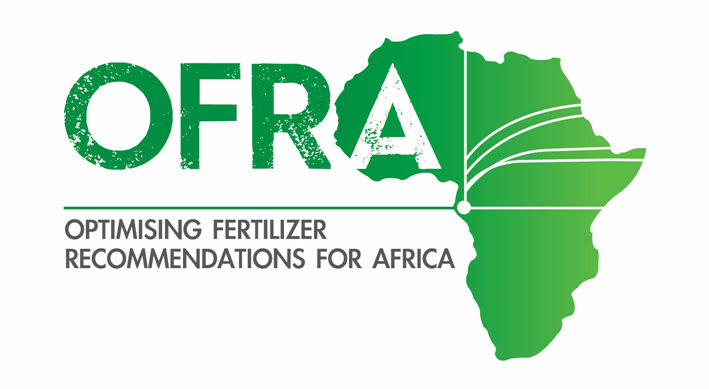 OFRA
OPTIMISING FERTILIZER
RECOMMENDATIONS FOR AFRICA